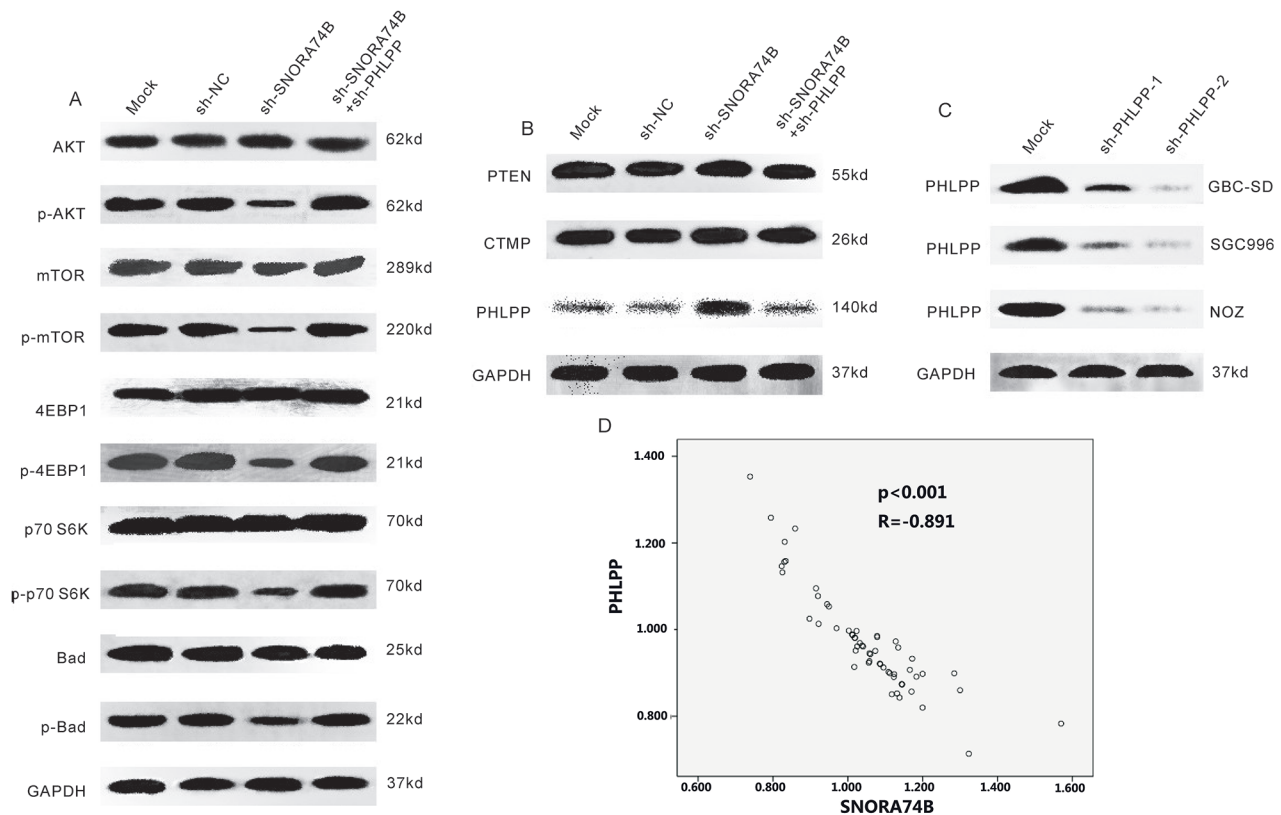 A
Mock
sh-NC
sh-SNORA74B
sh-SNORA74B
+sh-PHLPP
AKT 62kd
p-AKT 62kd
mTOR 289kd
p-mTOR 220kd
4EBP1 21kd
p-4EBP1 21kd
p70 S6K 70kd
p-p70 S6K 70kd
Bad 25kd
p-Bad 22kd
GAPDH 37kd
B
Mock
sh-NC
sh-SNORA74B
sh-SNORA74B
+sh-PHLPP
PTEN 55kd
CTMP 26kd
PHLPP 140kd
GAPDH 37kd
C
Mock
sh-PHLPP-1
sh-PHLPP-2
PHLPP GBC-SD
PHLPP SGC996
PHLPP NOZ
GAPDH 37kd
D
p<0.001
R=-0.891
PHLPP
1.400
1.200
1.000
0.800
0.600 0.800 1.000 1.200 1.400 1.600
SNORA74B